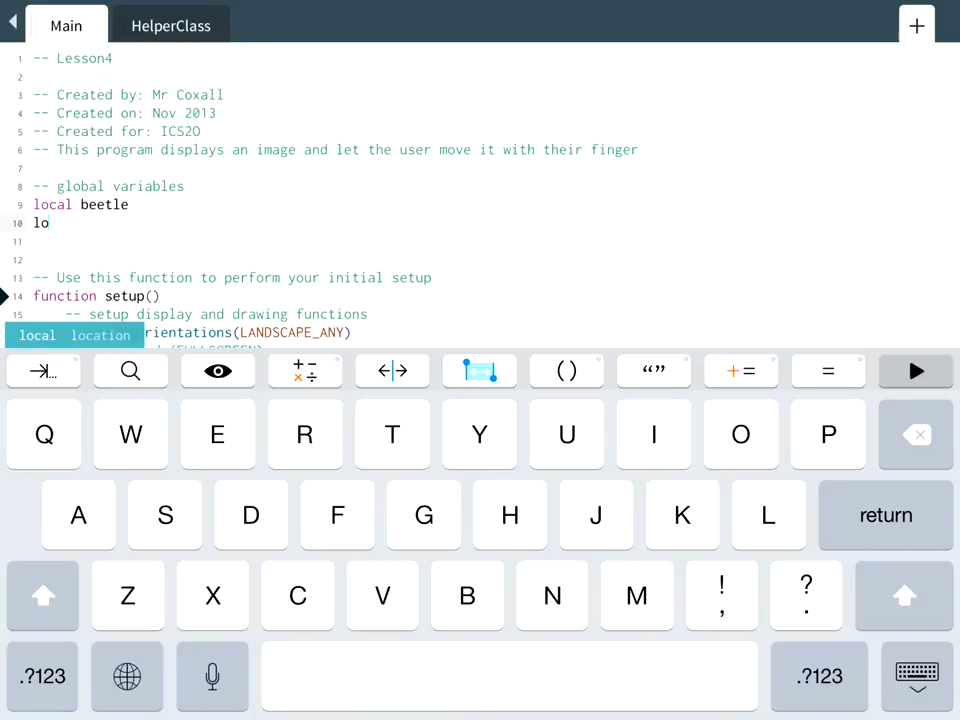 Main HelperClass +
1 -- Lesson4
2
3 -- Created by: Mr Coxall
4 -- Created on: Nov 2013
5 -- Created for: ICS2O
6 -- This program displays an image and let the user move it with their finger
7
8 -- global variables
9 local beetle
10 lo
11
12
13 -- Use this function to perform your initial setup
14 function setup()
15 -- setup display and drawing functions
local location rientations(LANDSCAPE_ANY)
→... + - × ÷ () “” += =
Q W E R T Y U I O P
A S D F G H J K L return
Z X C V B N M ! , ? .
.?123 .?123